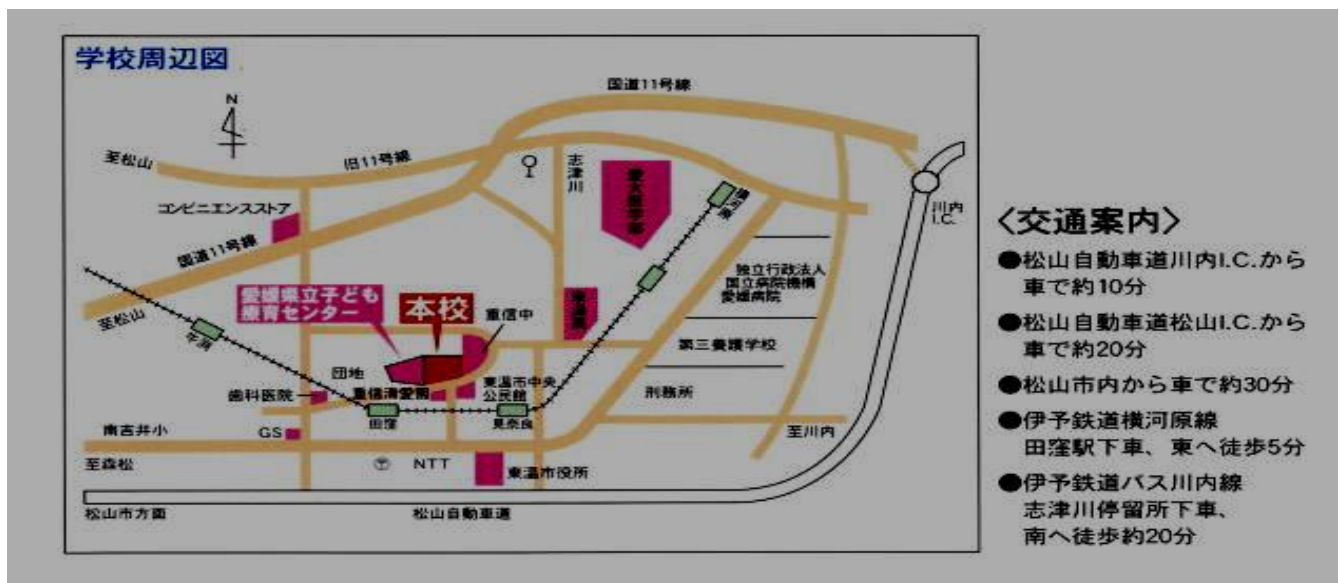 学校周辺図
N
国道11号線
至松山
旧11号線
志津川
愛大医学部
横河原
川内
I.C.
コンビニエンスストア
国道11号線
独立行政法人
国立病院機構
愛媛病院
愛媛県立子ども
療育センター
本校
重信中
至松山
第三養護学校
団地
歯科医院
重信清愛園
東温市中央
公民館
刑務所
田窪
見奈良
南吉井小
GS
至川内
至森松
〒
NTT
東温市役所
松山市方面
松山自動車道
〈交通案内〉
●松山自動車道川内I.C.から
車で約10分
●松山自動車道松山I.C.から
車で約20分
●松山市内から車で約30分
●伊予鉄道横河原線
田窪駅下車、東へ徒歩5分
●伊予鉄道バス川内線
志津川停留所下車、
南へ徒歩約20分